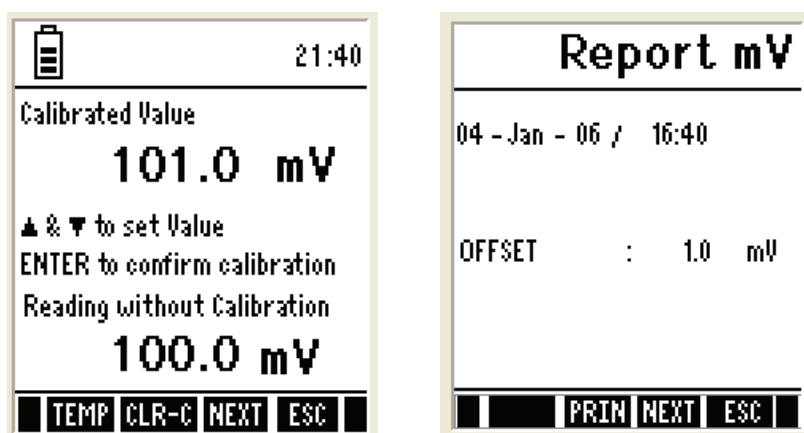 21:40
Calibrated Value
101.0 mV
▲ & ▼ to set Value
ENTER to confirm calibration
Reading without Calibration
100.0 mV
TEMP CLR-C NEXT ESC
Report mV
04 - Jan - 06 / 16:40
OFFSET : 1.0 mV
PRIN NEXT ESC